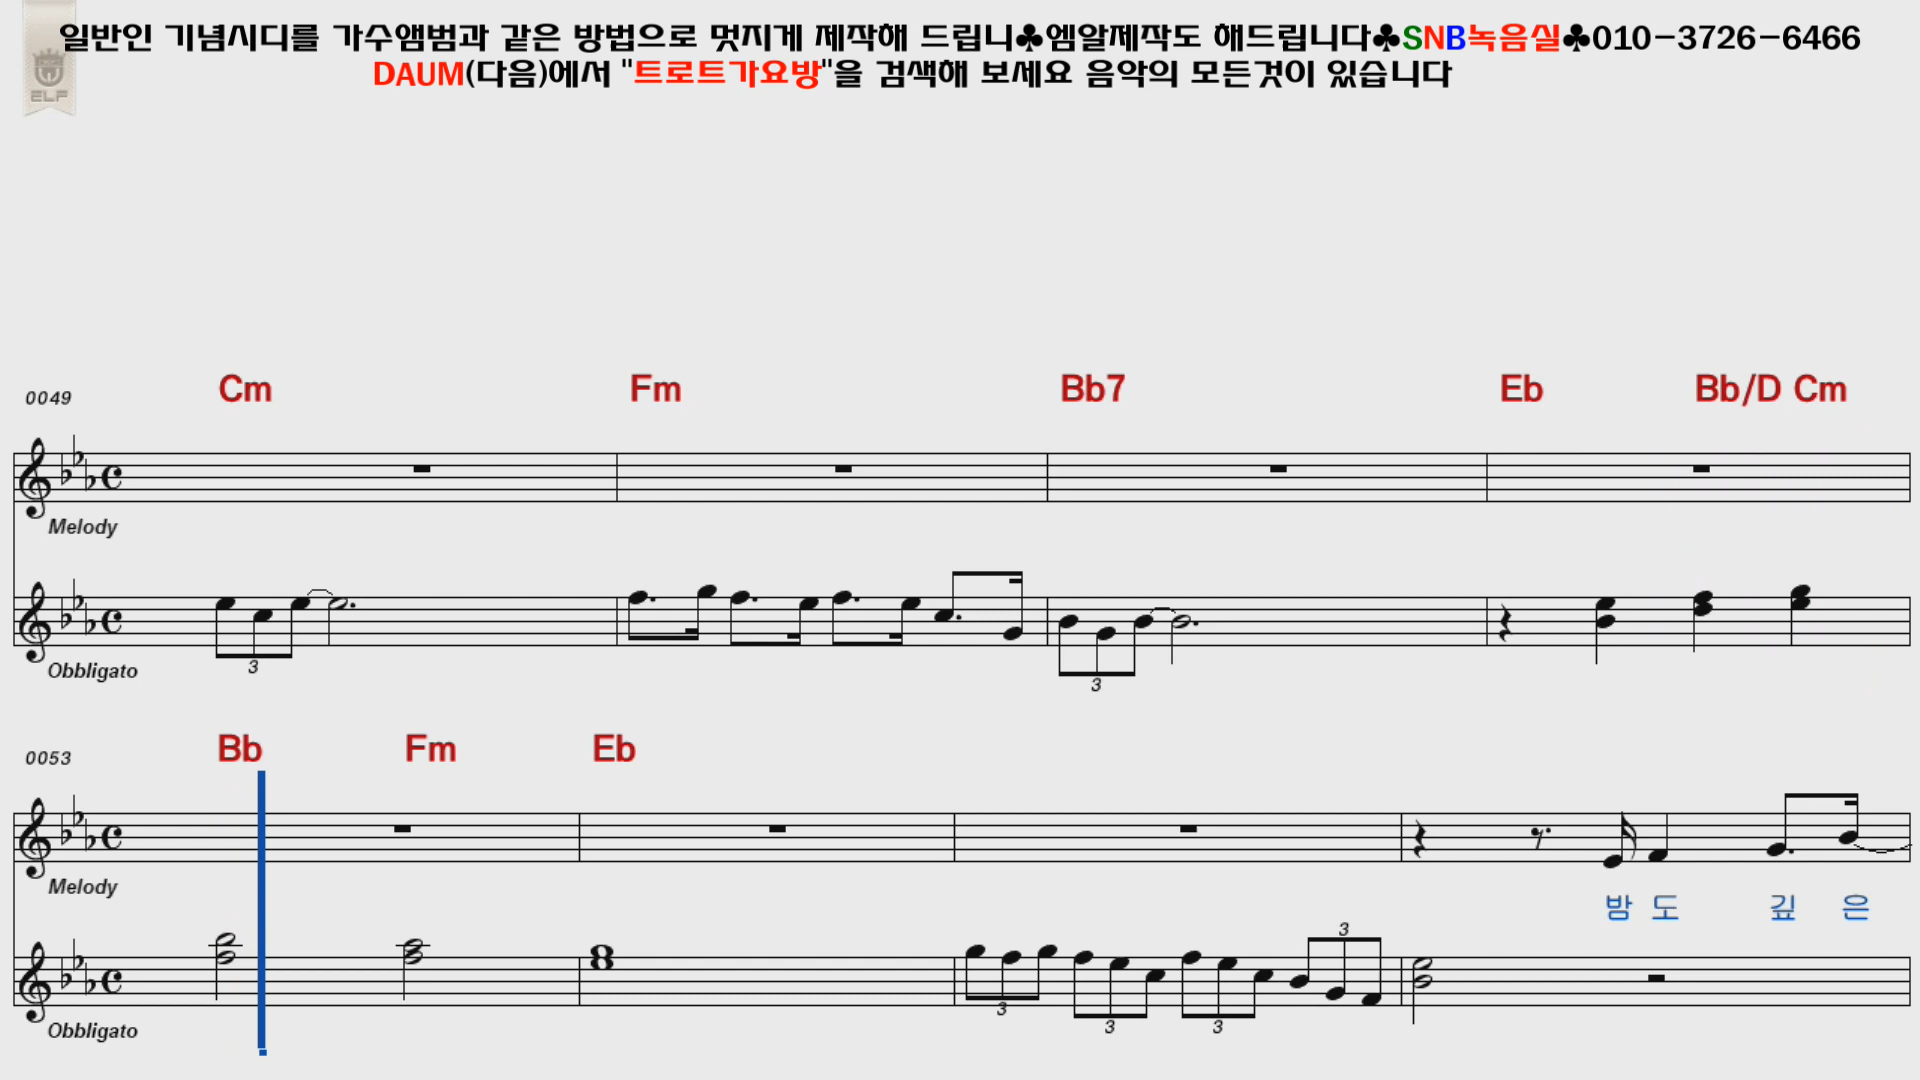 일반인 기념시디를 가수앨범과 같은 방법으로 멋지게 제작해 드립니♣엠알제작도 해드립니다♣SNB녹음실♣010-3726-6466
DAUM(다음)에서 "트로트가요방"을 검색해 보세요 음악의 모든것이 있습니다
ELF
0049 Cm Fm Bb7 Eb Bb/D Cm
Melody
Obbligato
3 3
0053 Bb Fm Eb
Melody
밤 도 깊 은
3
Obbligato
3 3 3